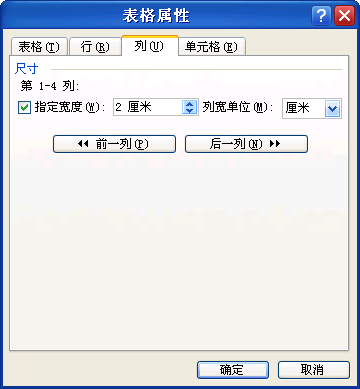 表格属性
表格(T) 行(R) 列(U) 单元格(E)
尺寸
第 1-4 列:
指定宽度(W): 2 厘米 列宽单位(M): 厘米
前一列(P) 后一列(N)
确定 取消